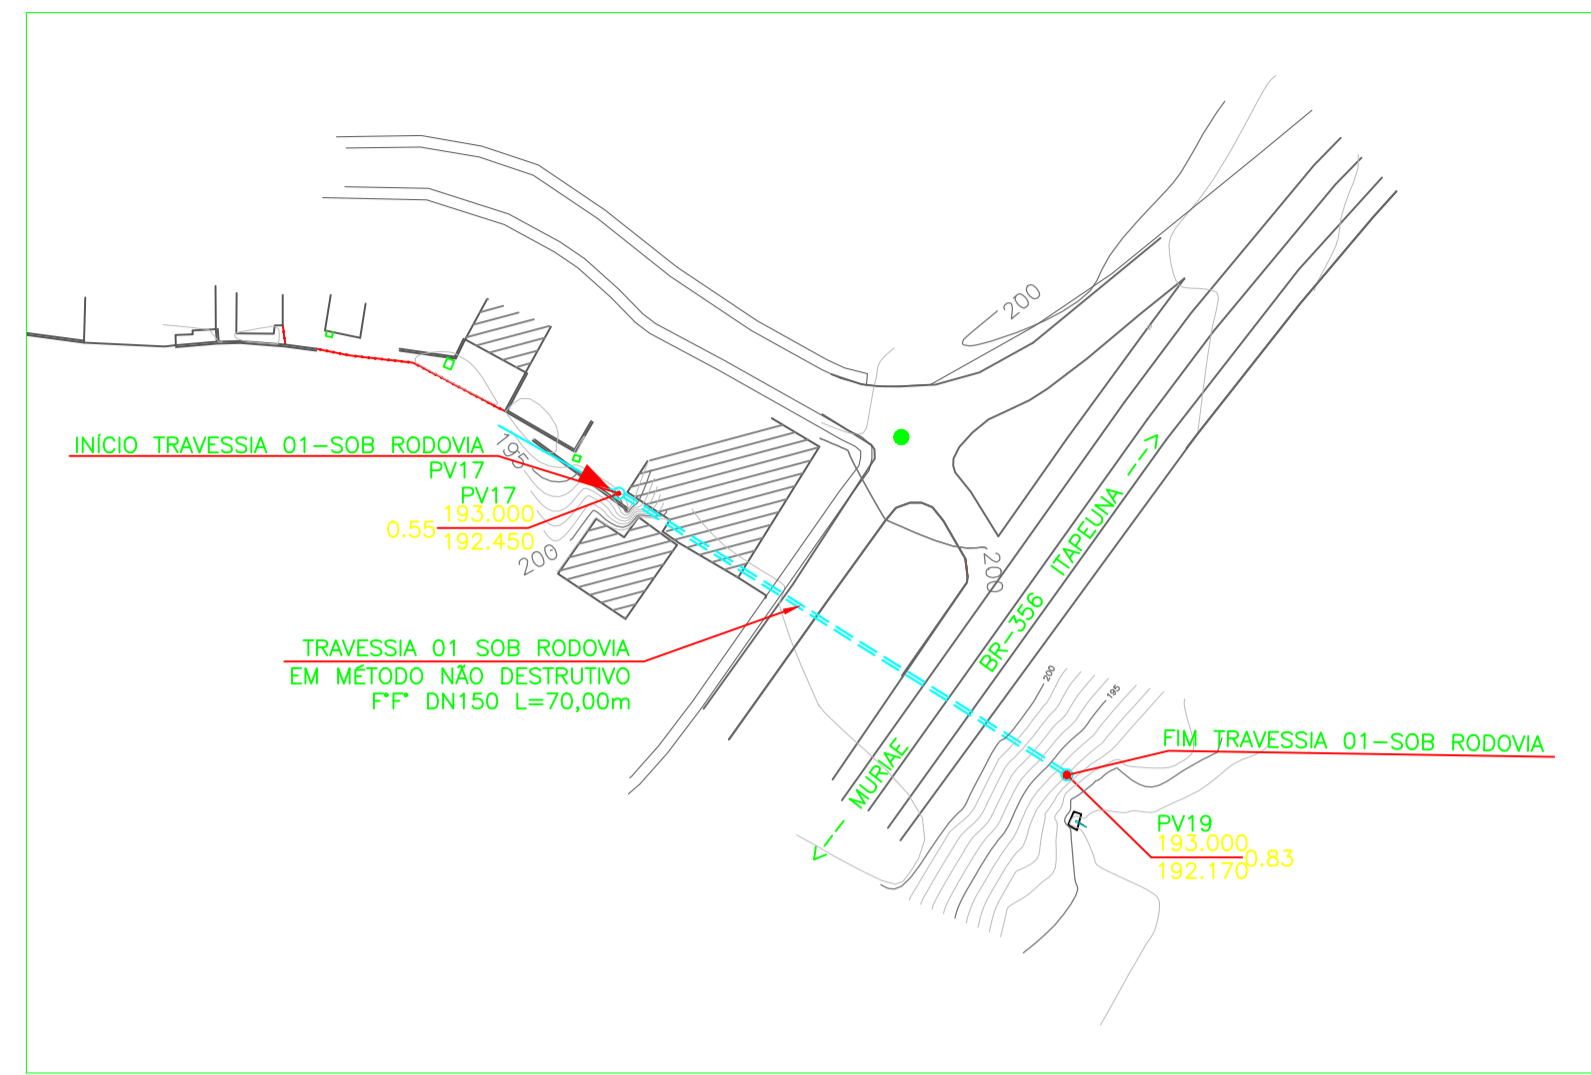 200
INÍCIO TRAVESSIA 01-SOB RODOVIA
PV17
195
PV17
193.000
0.55
192.450
200
200
BR-356 ITAPEUNA --->
TRAVESSIA 01 SOB RODOVIA
EM MÉTODO NÃO DESTRUTIVO
F°F° DN150 L=70,00m
200
195
<--- MURIAE
FIM TRAVESSIA 01-SOB RODOVIA
PV19
193.000
0.83
192.170